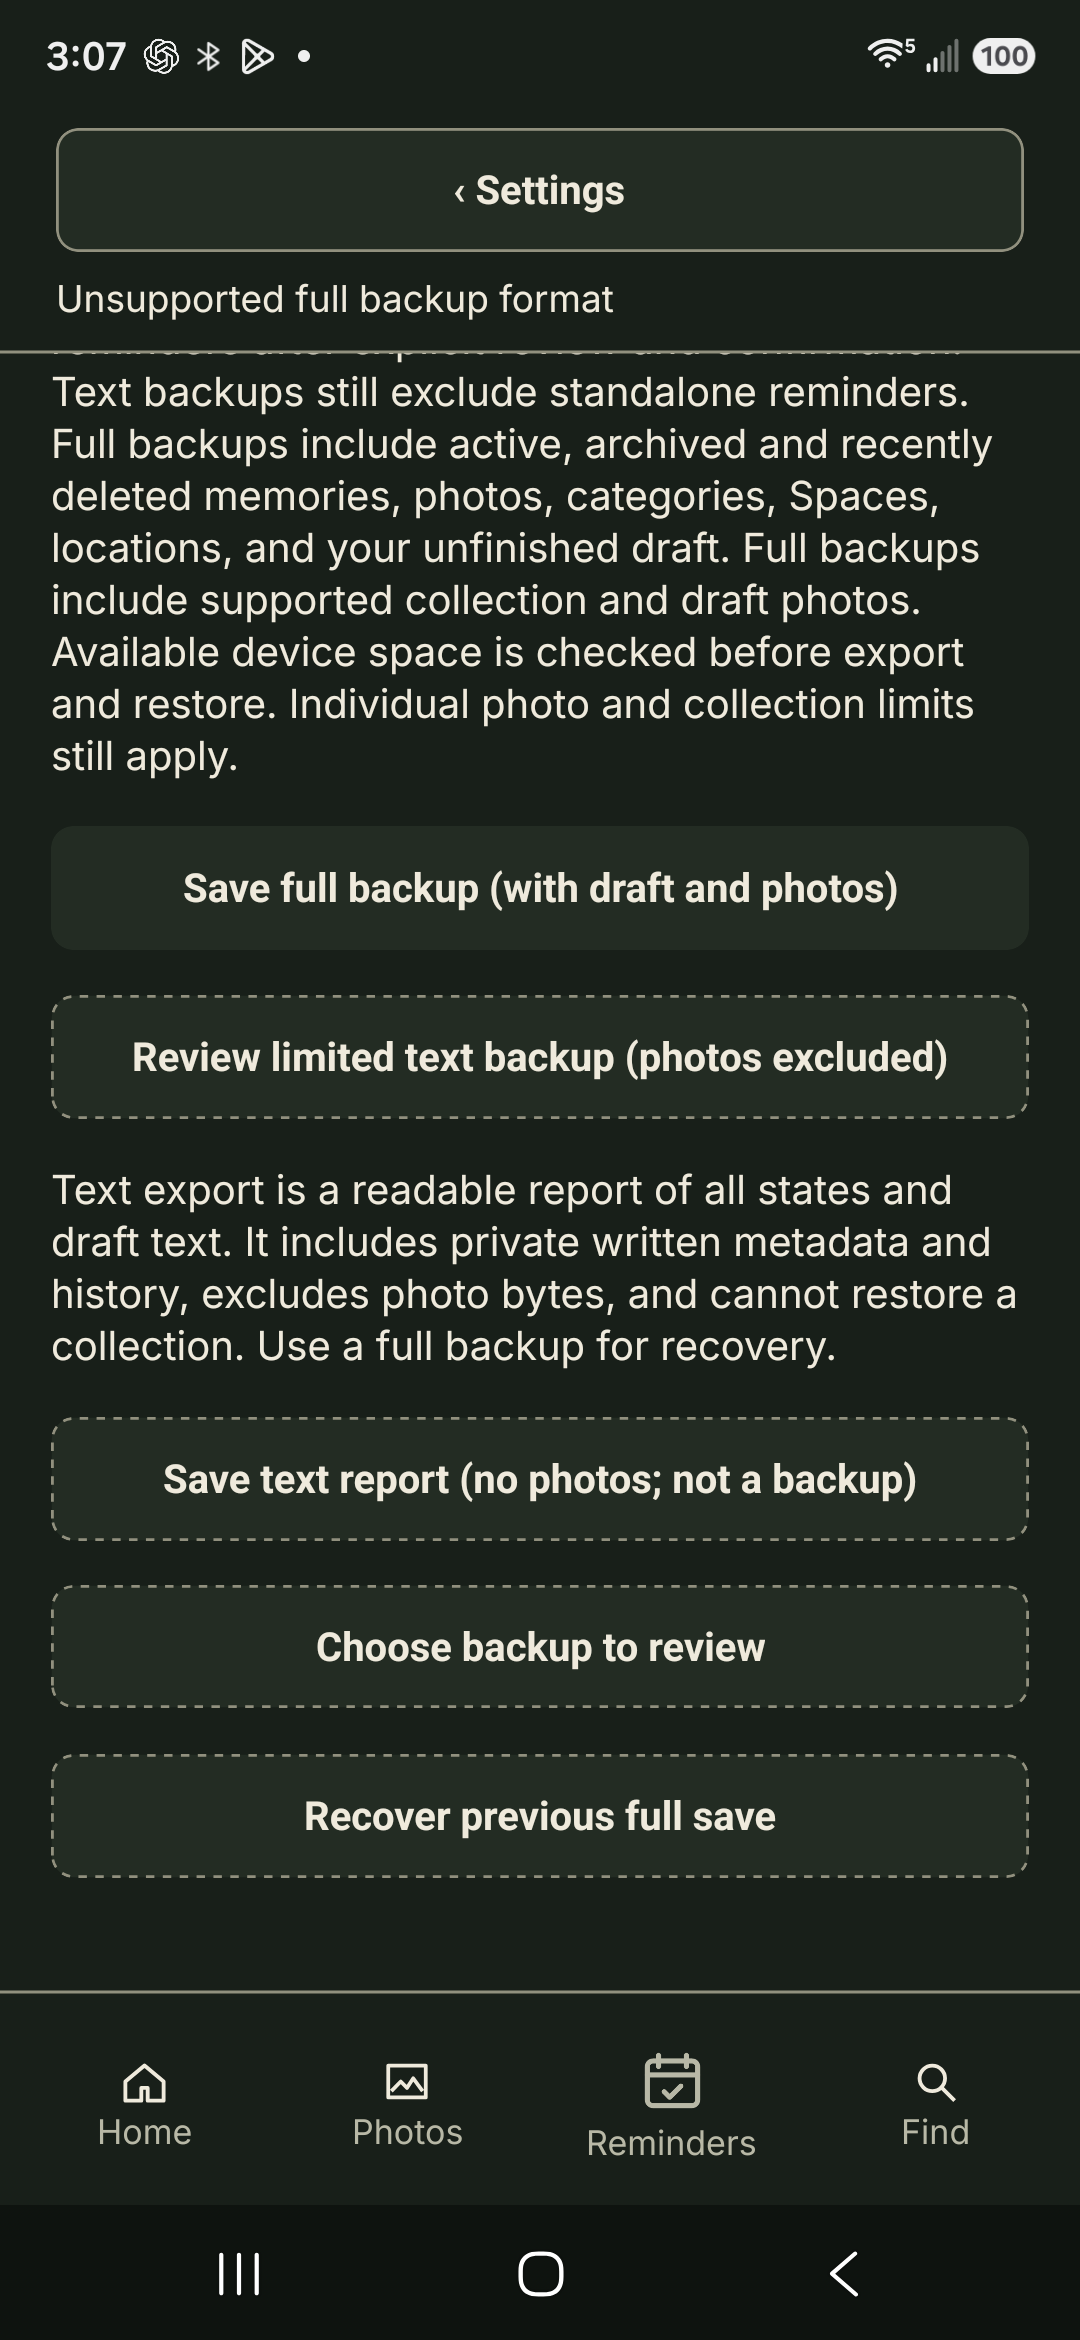 3:07
5
100
‹ Settings
Unsupported full backup format
reminders after explicit review and confirmation.
Text backups still exclude standalone reminders.
Full backups include active, archived and recently
deleted memories, photos, categories, Spaces,
locations, and your unfinished draft. Full backups
include supported collection and draft photos.
Available device space is checked before export
and restore. Individual photo and collection limits
still apply.
Save full backup (with draft and photos)
Review limited text backup (photos excluded)
Text export is a readable report of all states and
draft text. It includes private written metadata and
history, excludes photo bytes, and cannot restore a
collection. Use a full backup for recovery.
Save text report (no photos; not a backup)
Choose backup to review
Recover previous full save
Home
Photos
Reminders
Find